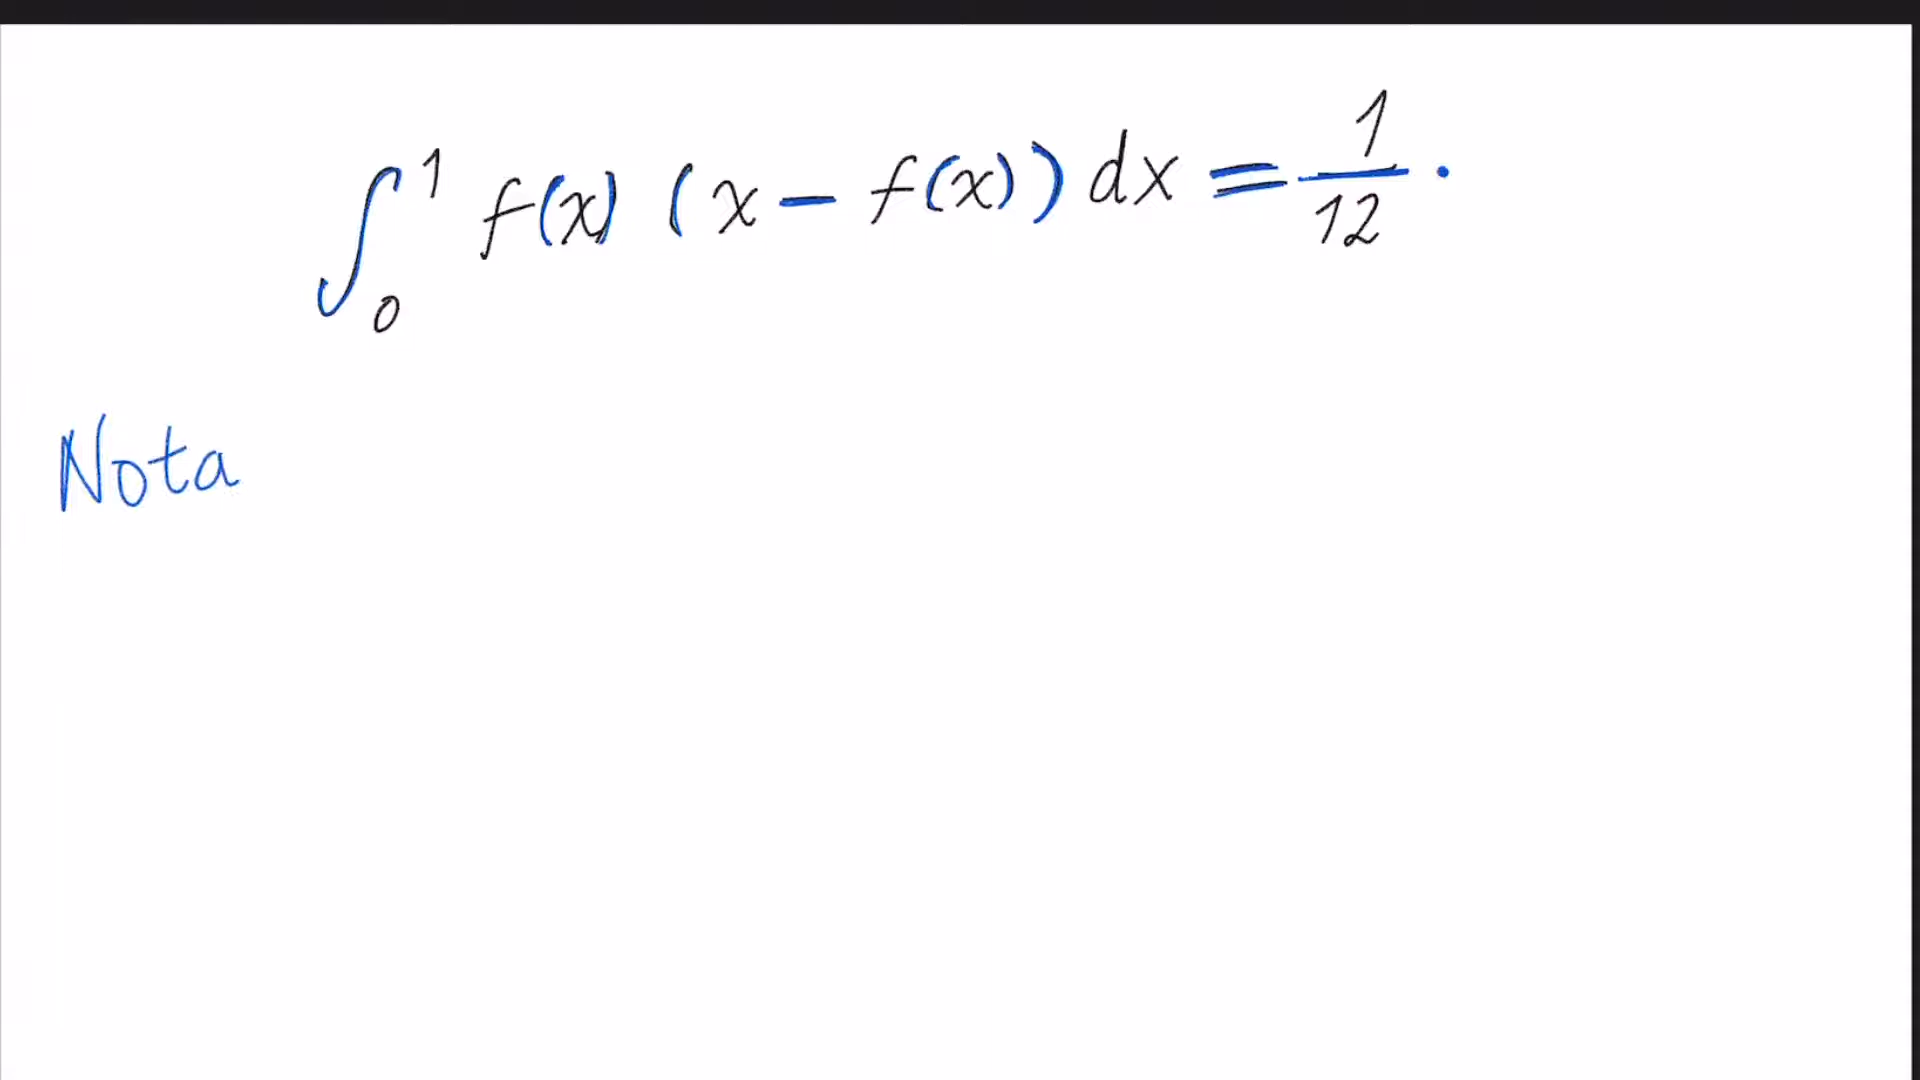 ∫₀¹ f(x) (x − f(x)) dx = 1/12 .
Nota